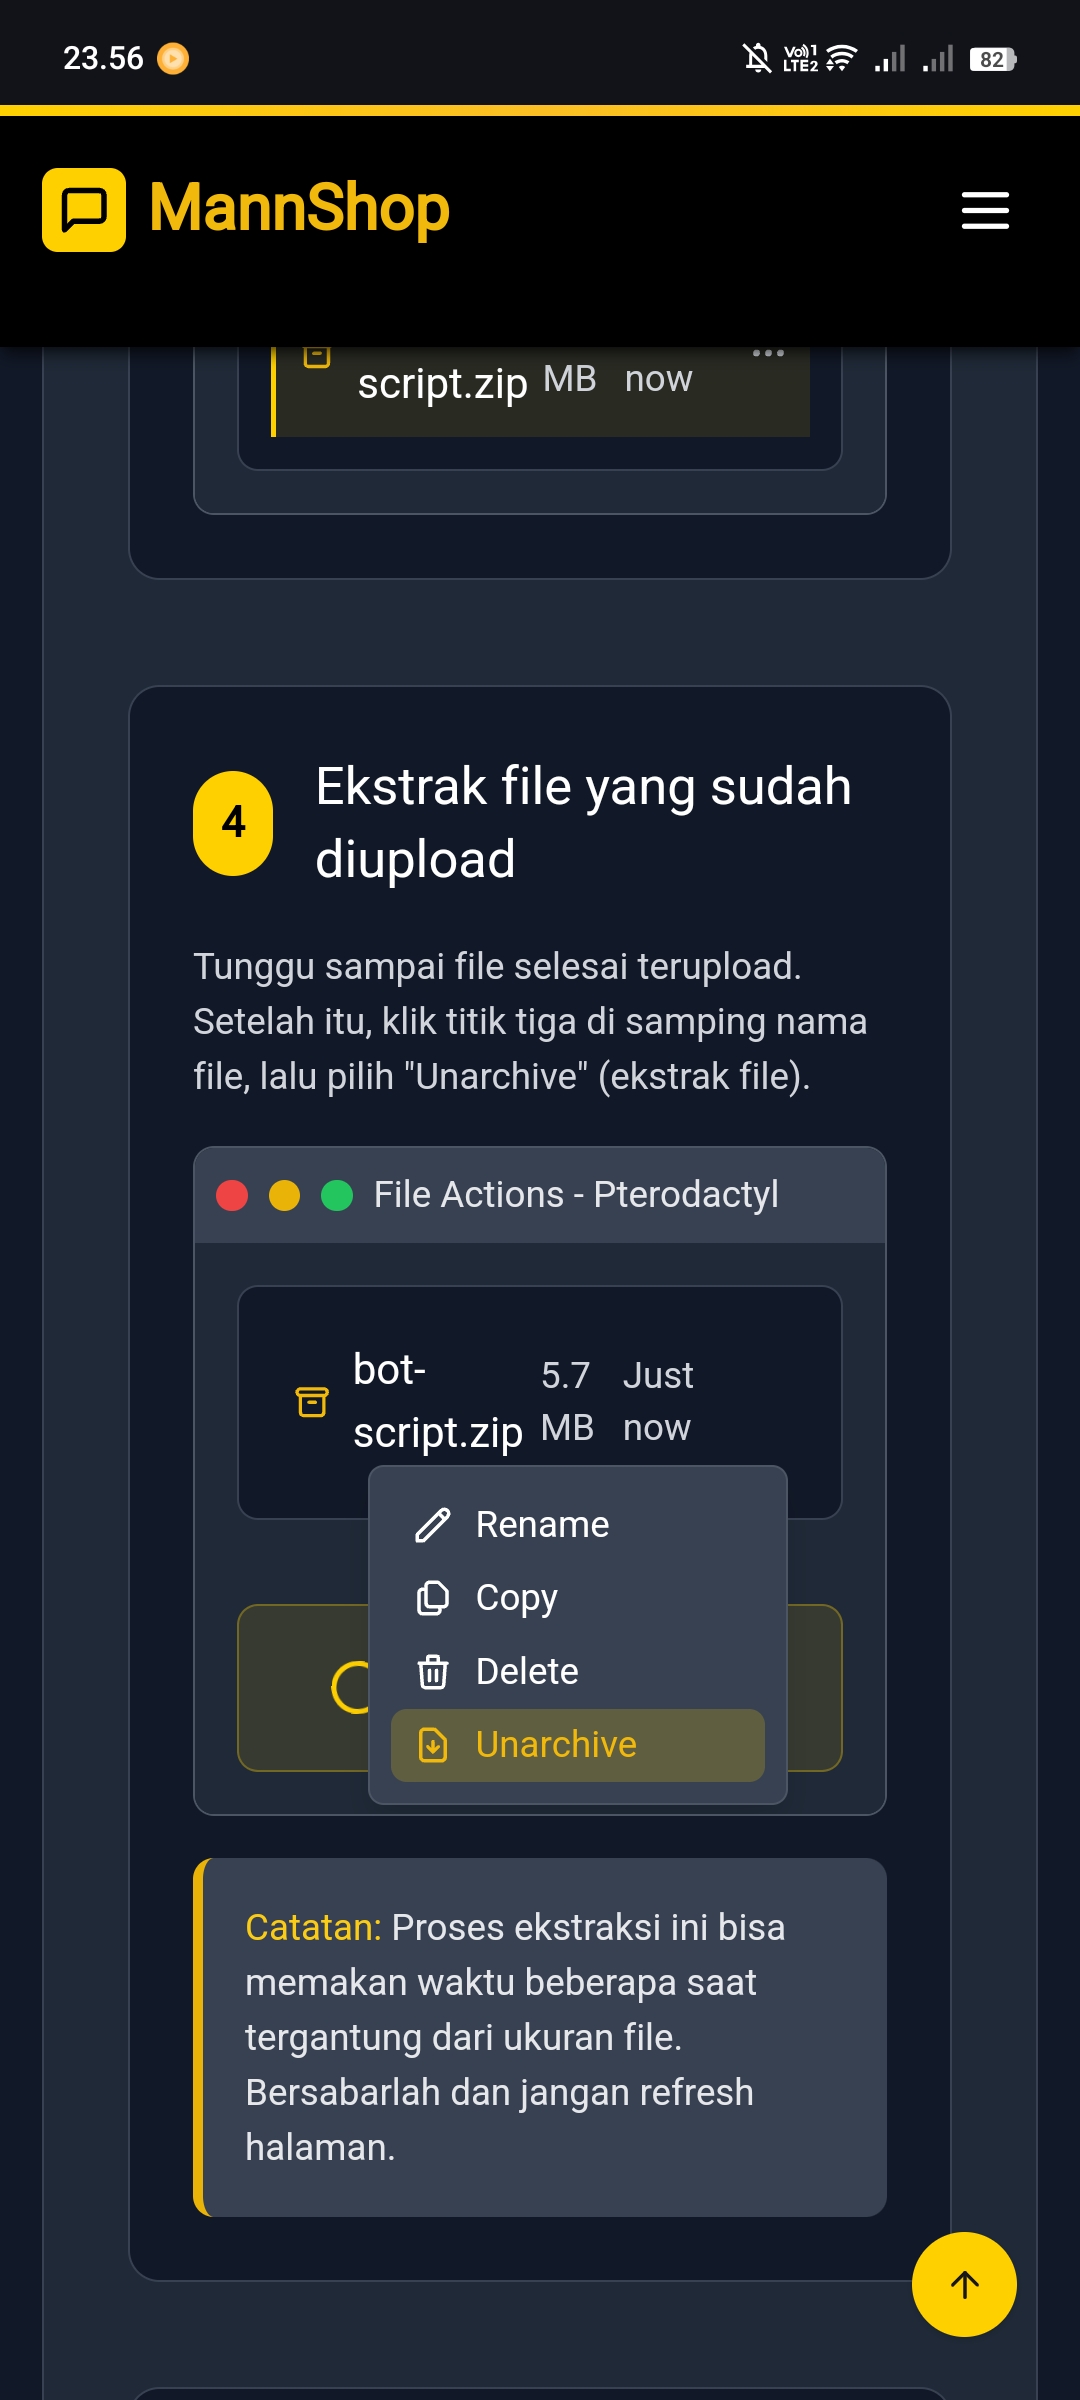 23.56
Vo))1
LTE2
82
MannShop
script.zip MB now
4
Ekstrak file yang sudah
diupload
Tunggu sampai file selesai terupload.
Setelah itu, klik titik tiga di samping nama
file, lalu pilih "Unarchive" (ekstrak file).
File Actions - Pterodactyl
bot- 5.7 Just
script.zip MB now
Rename
Copy
Delete
Unarchive
Catatan: Proses ekstraksi ini bisa
memakan waktu beberapa saat
tergantung dari ukuran file.
Bersabarlah dan jangan refresh
halaman.